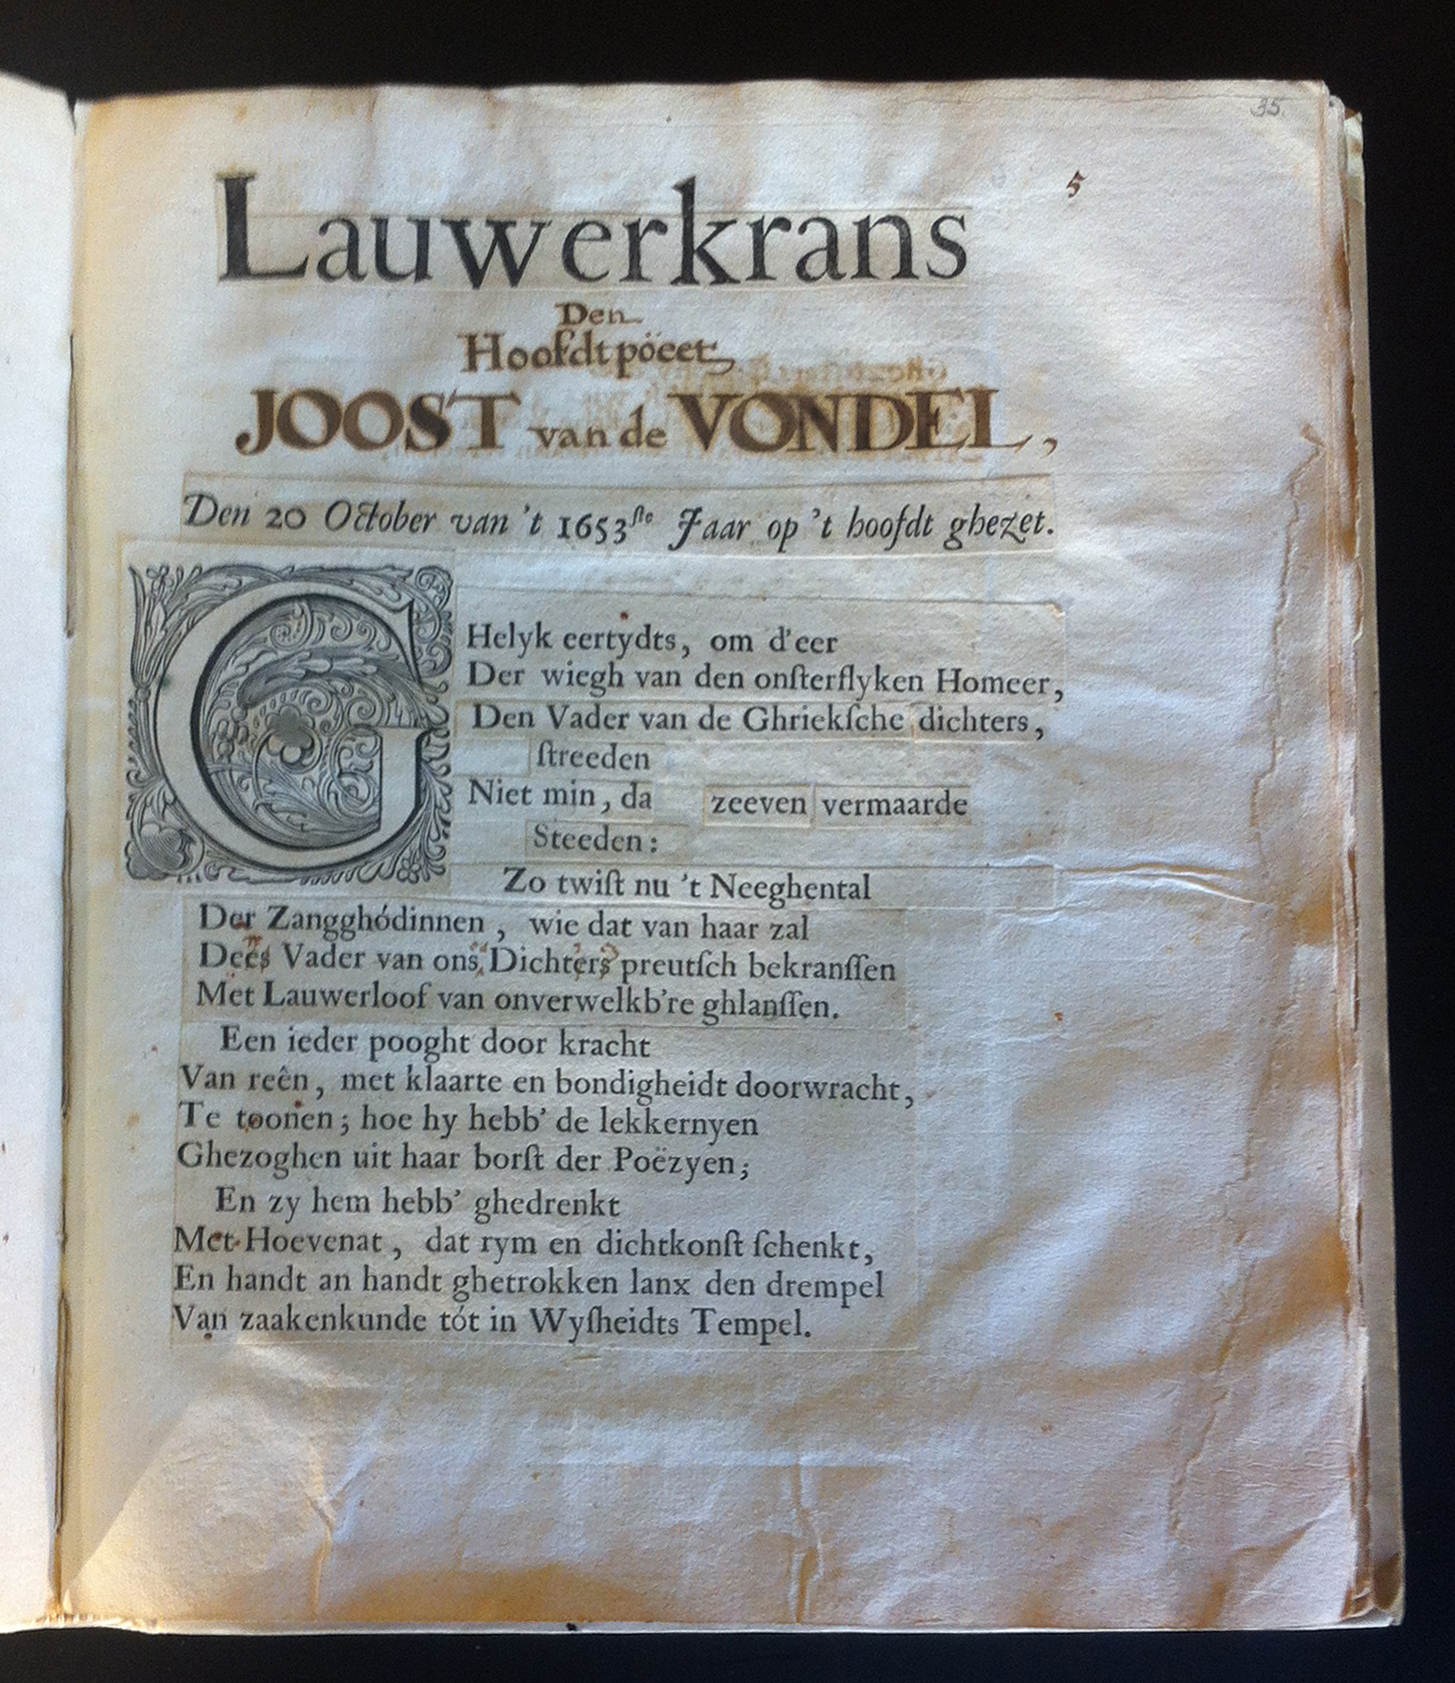 35
5
Lauwerkrans
Den
Hoofdtpöeet,
JOOST van de VONDEL,
Den 20 October van 't 1653ſte Jaar op 't hoofdt ghezet.
GHelyk eertydts, om d'eer
Der wiegh van den onſterflyken Homeer,
Den Vader van de Ghriekſche dichters,
ſtreeden
Niet min, da zeeven vermaarde
Steeden:
Zo twiſt nu 't Neeghental
Der Zangghódinnen, wie dat van haar zal
Deeſ Vader van ons Dichters preutſch bekranſſen
Met Lauwerloof van onverwelkb're ghlanſſen.
Een ieder pooght door kracht
Van reên, met klaarte en bondigheidt doorwracht,
Te toonen; hoe hy hebb' de lekkernyen
Ghezoghen uit haar borſt der Poëzyen;
En zy hem hebb' ghedrenkt
Met Hoevenat, dat rym en dichtkonſt ſchenkt,
En handt an handt ghetrokken lanx den drempel
Van zaakenkunde tót in Wyſheidts Tempel.